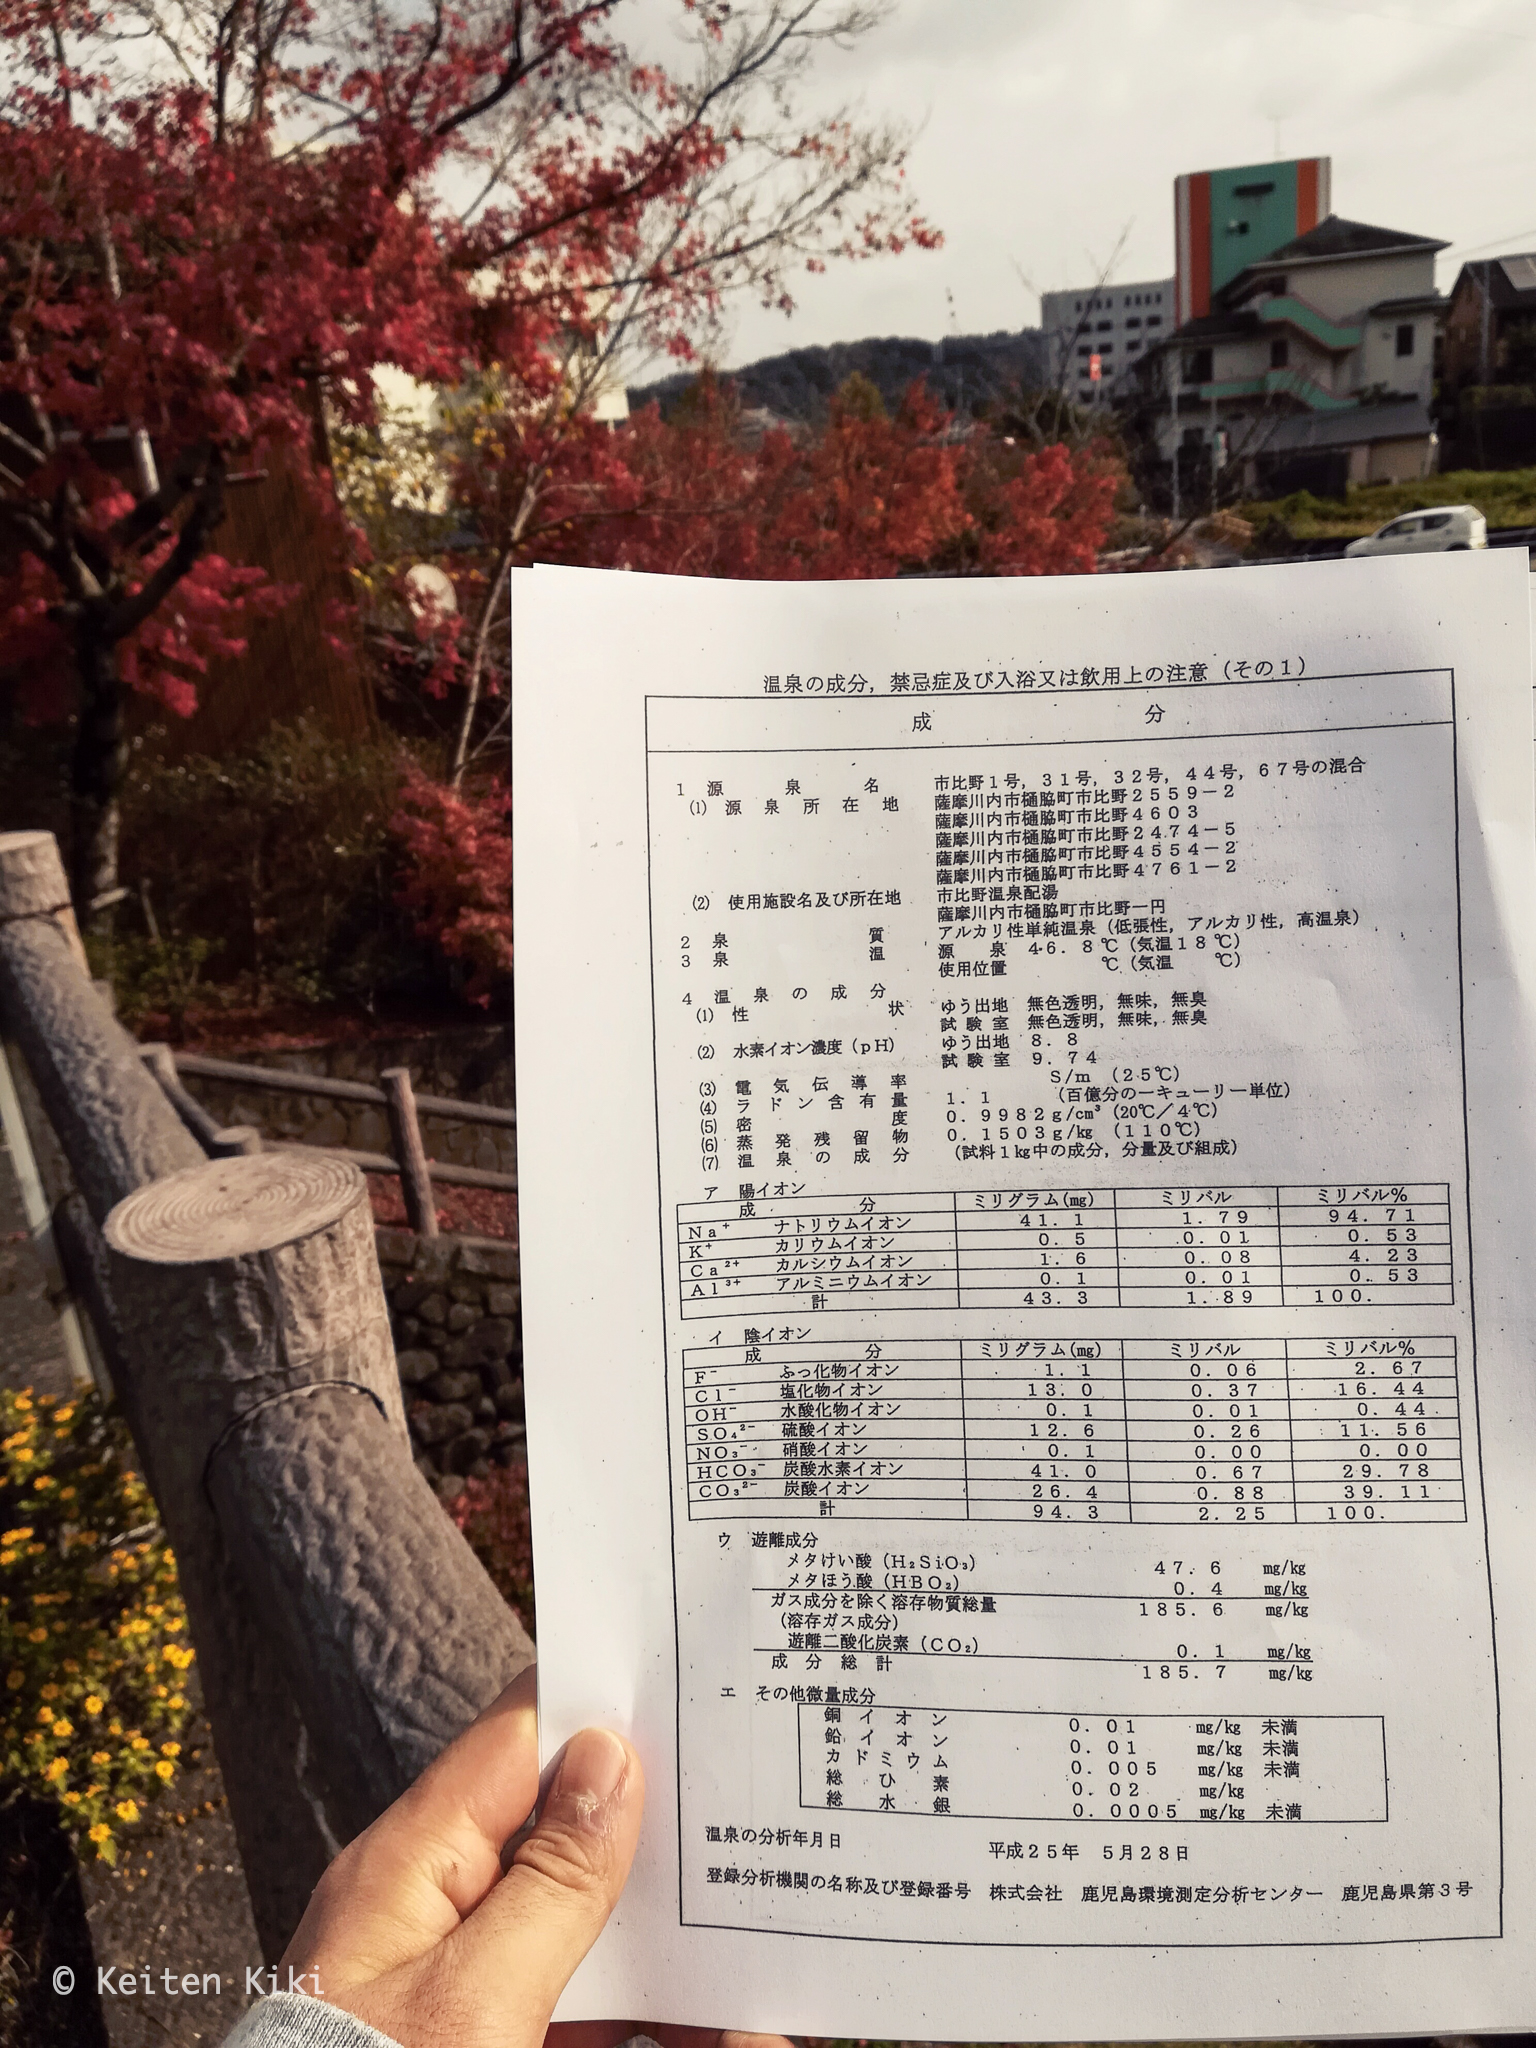 温泉の成分，禁忌症及び入浴又は飲用上の注意（その１）
成　分
１　源泉名　市比野１号，３１号，３２号，４４号，６７号の混合
⑴　源泉所在地　薩摩川内市樋脇町市比野２５５９－２
薩摩川内市樋脇町市比野４６０３
薩摩川内市樋脇町市比野２４７４－５
薩摩川内市樋脇町市比野４５５４－２
薩摩川内市樋脇町市比野４７６１－２
⑵　使用施設名及び所在地　市比野温泉配湯
薩摩川内市樋脇町市比野一円
２　泉質　アルカリ性単純温泉（低張性，アルカリ性，高温泉）
３　泉温　源泉　４６．８℃（気温１８℃）
使用位置　℃（気温　℃）
４　温泉の成分
⑴　性状　ゆう出地　無色透明，無味，無臭
試験室　無色透明，無味，無臭
⑵　水素イオン濃度（ｐＨ）　ゆう出地　８．８
試験室　９．７４
⑶　電気伝導率　Ｓ/ｍ　（２５℃）
⑷　ラドン含有量　１．１　（百億分の一キューリー単位）
⑸　密度　０．９９８２ｇ/cm³（20℃／４℃）
⑹　蒸発残留物　０．１５０３ｇ/kg　（１１０℃）
⑺　温泉の成分　（試料１kg中の成分，分量及び組成）
ア　陽イオン
成　分　ミリグラム(mg)　ミリバル　ミリバル％
Ｎａ⁺　ナトリウムイオン　４１．１　１．７９　９４．７１
Ｋ⁺　カリウムイオン　０．５　０．０１　０．５３
Ｃａ²⁺　カルシウムイオン　１．６　０．０８　４．２３
Ａｌ³⁺　アルミニウムイオン　０．１　０．０１　０．５３
計　４３．３　１．８９　１００．
イ　陰イオン
成　分　ミリグラム(mg)　ミリバル　ミリバル％
Ｆ⁻　ふっ化物イオン　１．１　０．０６　２．６７
Ｃｌ⁻　塩化物イオン　１３．０　０．３７　１６．４４
ＯＨ⁻　水酸化物イオン　０．１　０．０１　０．４４
ＳＯ₄²⁻　硫酸イオン　１２．６　０．２６　１１．５６
ＮＯ₃⁻　硝酸イオン　０．１　０．００　０．００
ＨＣＯ₃⁻　炭酸水素イオン　４１．０　０．６７　２９．７８
ＣＯ₃²⁻　炭酸イオン　２６．４　０．８８　３９．１１
計　９４．３　２．２５　１００．
ウ　遊離成分
メタけい酸（Ｈ₂ＳｉＯ₃）　４７．６　mg/kg
メタほう酸（ＨＢＯ₂）　０．４　mg/kg
ガス成分を除く溶存物質総量　１８５．６　mg/kg
（溶存ガス成分）
遊離二酸化炭素（ＣＯ₂）　０．１　mg/kg
成分総計　１８５．７　mg/kg
エ　その他微量成分
銅イオン　０．０１　mg/kg　未満
鉛イオン　０．０１　mg/kg　未満
カドミウム　０．００５　mg/kg　未満
総ひ素　０．０２　mg/kg
総水銀　０．０００５　mg/kg　未満
温泉の分析年月日　平成２５年　５月２８日
登録分析機関の名称及び登録番号　株式会社　鹿児島環境測定分析センター　鹿児島県第３号
© Keiten Kiki